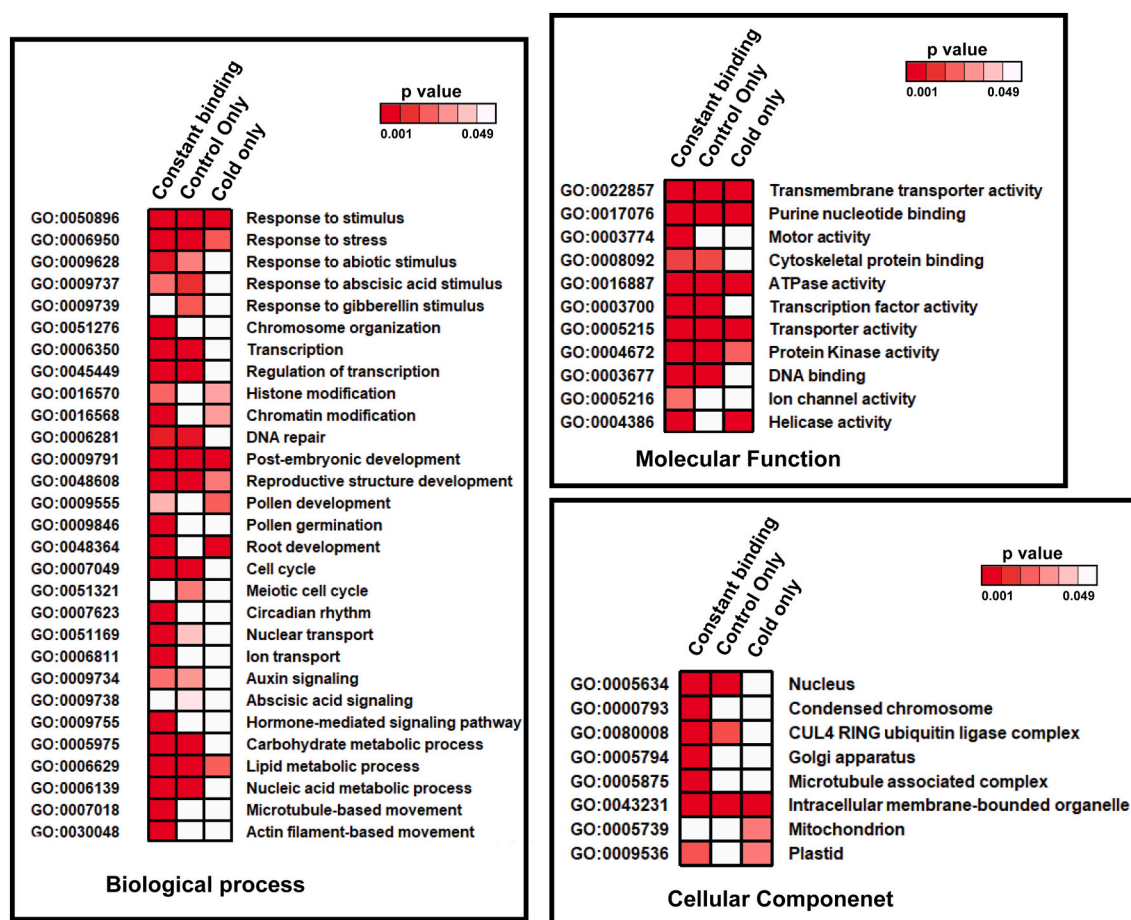 Constant binding
Control Only
Cold only
p value
0.001 0.049
GO:0050896 Response to stimulus
GO:0006950 Response to stress
GO:0009628 Response to abiotic stimulus
GO:0009737 Response to abscisic acid stimulus
GO:0009739 Response to gibberellin stimulus
GO:0051276 Chromosome organization
GO:0006350 Transcription
GO:0045449 Regulation of transcription
GO:0016570 Histone modification
GO:0016568 Chromatin modification
GO:0006281 DNA repair
GO:0009791 Post-embryonic development
GO:0048608 Reproductive structure development
GO:0009555 Pollen development
GO:0009846 Pollen germination
GO:0048364 Root development
GO:0007049 Cell cycle
GO:0051321 Meiotic cell cycle
GO:0007623 Circadian rhythm
GO:0051169 Nuclear transport
GO:0006811 Ion transport
GO:0009734 Auxin signaling
GO:0009738 Abscisic acid signaling
GO:0009755 Hormone-mediated signaling pathway
GO:0005975 Carbohydrate metabolic process
GO:0006629 Lipid metabolic process
GO:0006139 Nucleic acid metabolic process
GO:0007018 Microtubule-based movement
GO:0030048 Actin filament-based movement
Biological process
Constant binding
Control Only
Cold only
p value
0.001 0.049
GO:0022857 Transmembrane transporter activity
GO:0017076 Purine nucleotide binding
GO:0003774 Motor activity
GO:0008092 Cytoskeletal protein binding
GO:0016887 ATPase activity
GO:0003700 Transcription factor activity
GO:0005215 Transporter activity
GO:0004672 Protein Kinase activity
GO:0003677 DNA binding
GO:0005216 Ion channel activity
GO:0004386 Helicase activity
Molecular Function
Constant binding
Control Only
Cold only
p value
0.001 0.049
GO:0005634 Nucleus
GO:0000793 Condensed chromosome
GO:0080008 CUL4 RING ubiquitin ligase complex
GO:0005794 Golgi apparatus
GO:0005875 Microtubule associated complex
GO:0043231 Intracellular membrane-bounded organelle
GO:0005739 Mitochondrion
GO:0009536 Plastid
Cellular Componenet